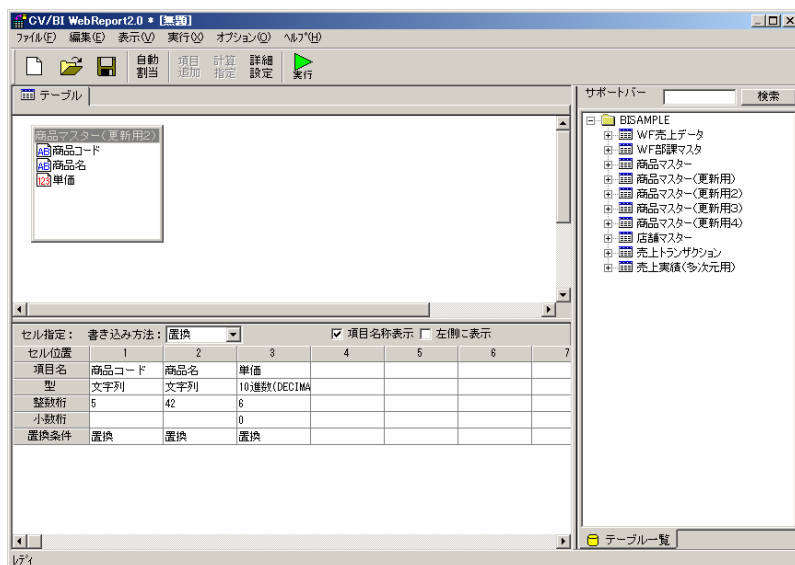 CV/BI WebReport2.0 * [無題]
ファイル(F) 編集(E) 表示(V) 実行(X) オプション(O) ヘルプ(H)
自動割当 項目追加 計算指定 詳細設定 実行
テーブル
商品マスター(更新用2)
AB 商品コード
AB 商品名
123 単価
サポートバー 検索
BISAMPLE
WF売上データ
WF部課マスタ
商品マスター
商品マスター(更新用)
商品マスター(更新用2)
商品マスター(更新用3)
商品マスター(更新用4)
店舗マスター
売上トランザクション
売上実績(多次元用)
テーブル一覧
セル指定: 書き込み方法: 置換 項目名称表示 左側に表示
セル位置 1 2 3 4 5 6 7
項目名 商品コード 商品名 単価
型 文字列 文字列 10進数(DECIMA
整数桁 5 42 6
小数桁 0
置換条件 置換 置換 置換
レディ